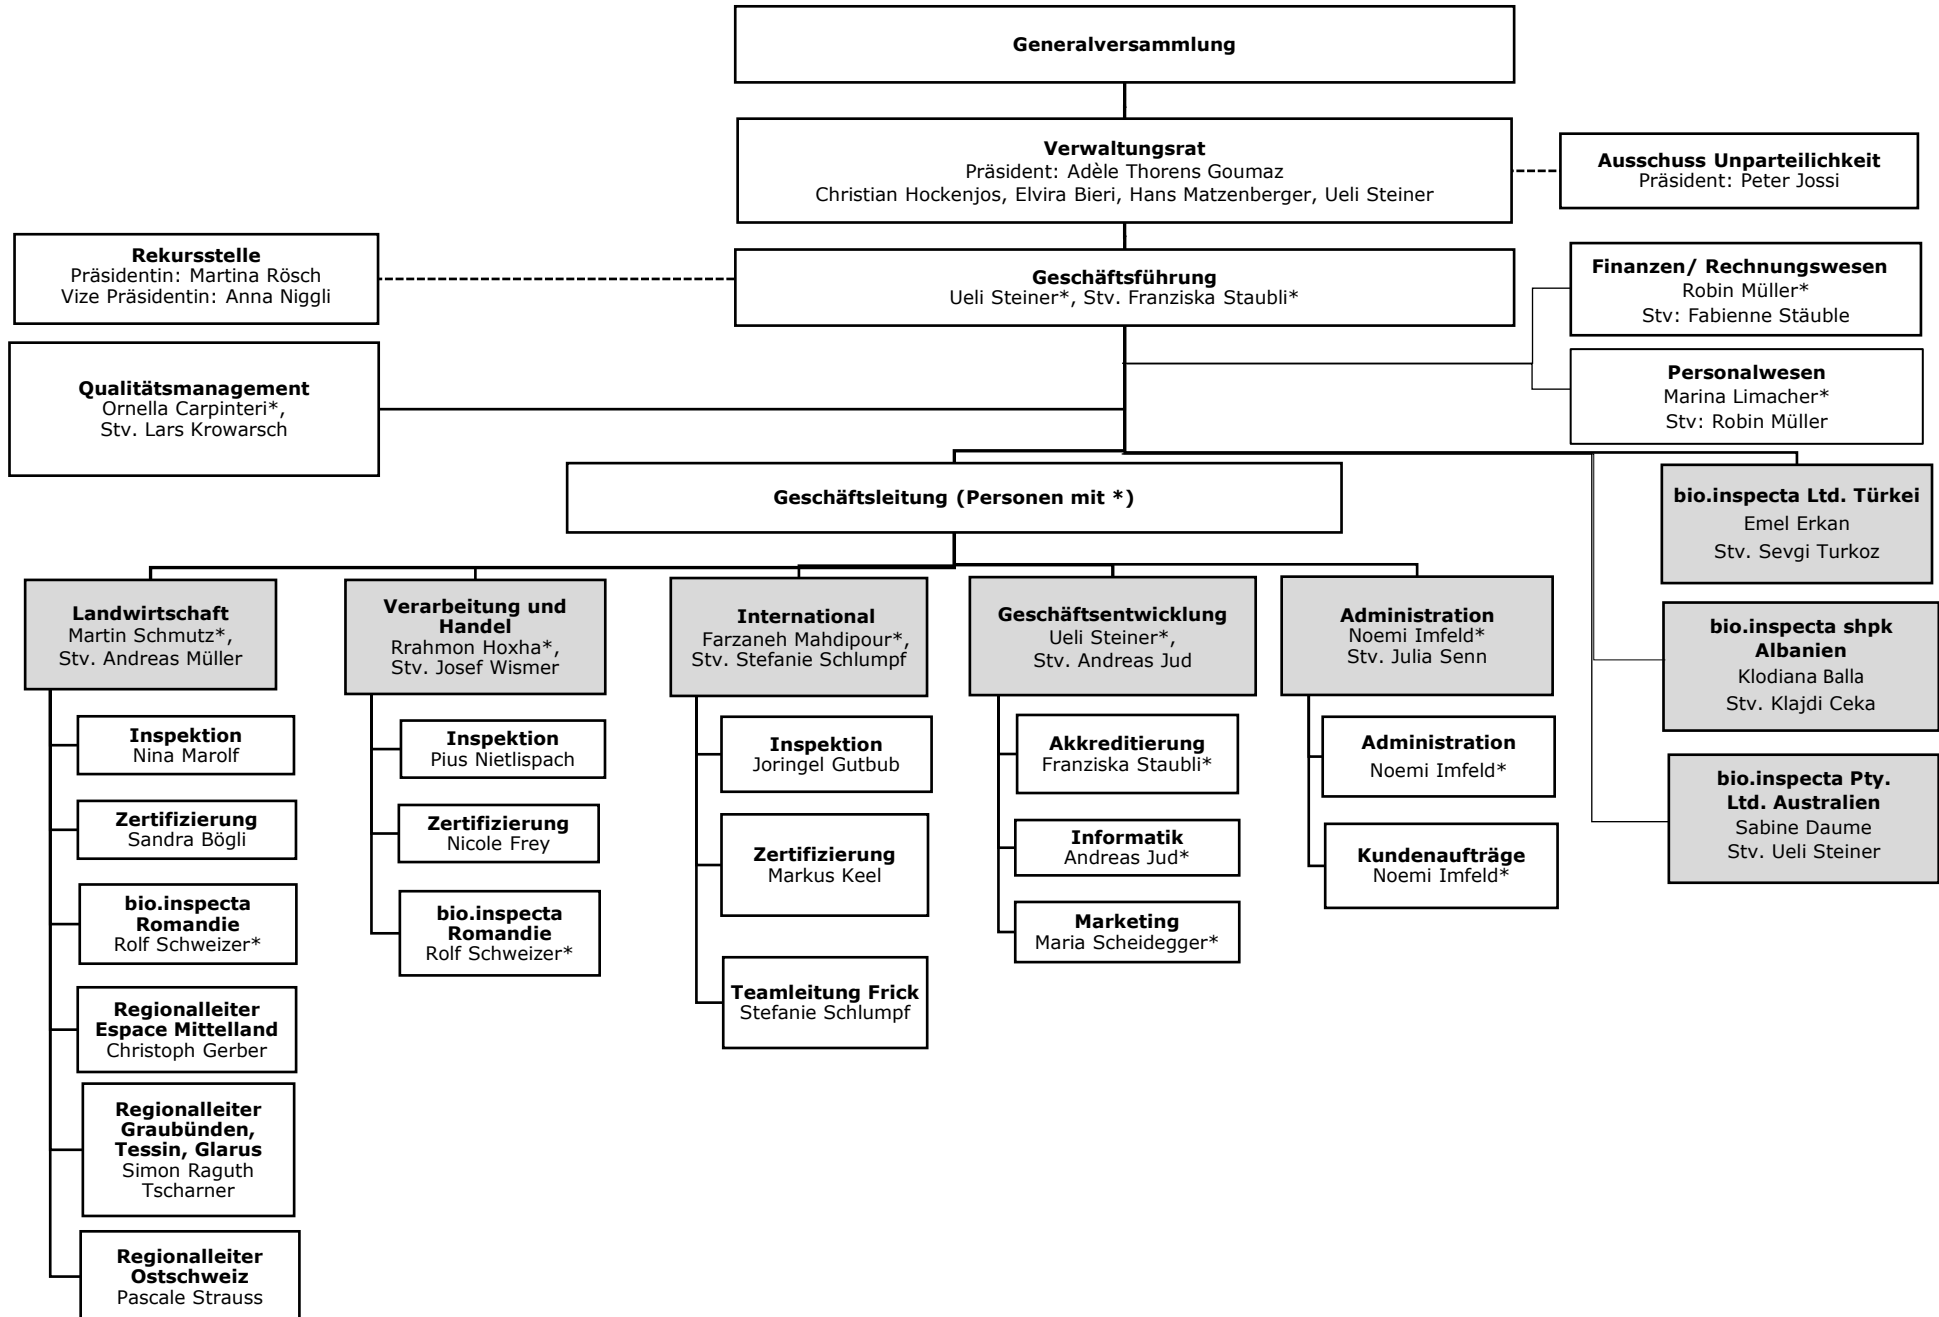 Generalversammlung
Verwaltungsrat
Präsident: Adèle Thorens Goumaz
Christian Hockenjos, Elvira Bieri, Hans Matzenberger, Ueli Steiner
Ausschuss Unparteilichkeit
Präsident: Peter Jossi
Rekursstelle
Präsidentin: Martina Rösch
Vize Präsidentin: Anna Niggli
Geschäftsführung
Ueli Steiner*, Stv. Franziska Staubli*
Finanzen/ Rechnungswesen
Robin Müller*
Stv: Fabienne Stäuble
Qualitätsmanagement
Ornella Carpinteri*,
Stv. Lars Krowarsch
Personalwesen
Marina Limacher*
Stv: Robin Müller
Geschäftsleitung (Personen mit *)
bio.inspecta Ltd. Türkei
Emel Erkan
Stv. Sevgi Turkoz
bio.inspecta shpk
Albanien
Klodiana Balla
Stv. Klajdi Ceka
bio.inspecta Pty.
Ltd. Australien
Sabine Daume
Stv. Ueli Steiner
Landwirtschaft
Martin Schmutz*,
Stv. Andreas Müller
Inspektion
Nina Marolf
Zertifizierung
Sandra Bögli
bio.inspecta
Romandie
Rolf Schweizer*
Regionalleiter
Espace Mittelland
Christoph Gerber
Regionalleiter
Graubünden,
Tessin, Glarus
Simon Raguth
Tscharner
Regionalleiter
Ostschweiz
Pascale Strauss
Verarbeitung und
Handel
Rrahmon Hoxha*,
Stv. Josef Wismer
Inspektion
Pius Nietlispach
Zertifizierung
Nicole Frey
bio.inspecta
Romandie
Rolf Schweizer*
International
Farzaneh Mahdipour*,
Stv. Stefanie Schlumpf
Inspektion
Joringel Gutbub
Zertifizierung
Markus Keel
Teamleitung Frick
Stefanie Schlumpf
Geschäftsentwicklung
Ueli Steiner*,
Stv. Andreas Jud
Akkreditierung
Franziska Staubli*
Informatik
Andreas Jud*
Marketing
Maria Scheidegger*
Administration
Noemi Imfeld*
Stv. Julia Senn
Administration
Noemi Imfeld*
Kundenaufträge
Noemi Imfeld*